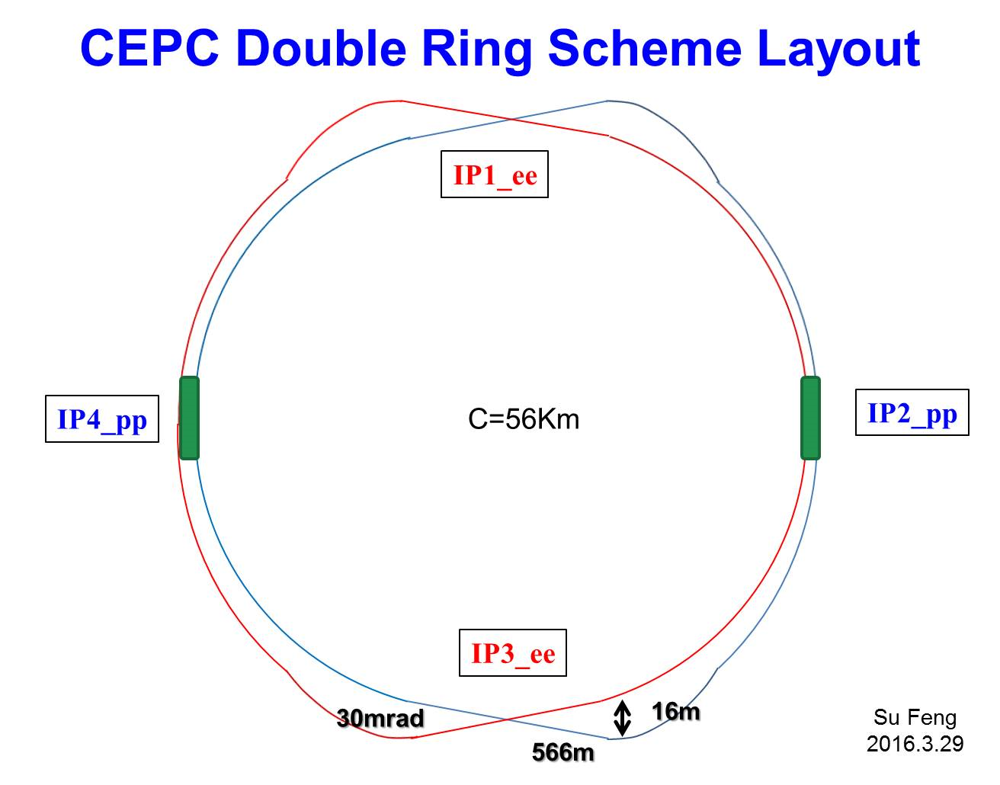 CEPC Double Ring Scheme Layout
IP1_ee
IP4_pp
C=56Km
IP2_pp
IP3_ee
30mrad
16m
566m
Su Feng
2016.3.29